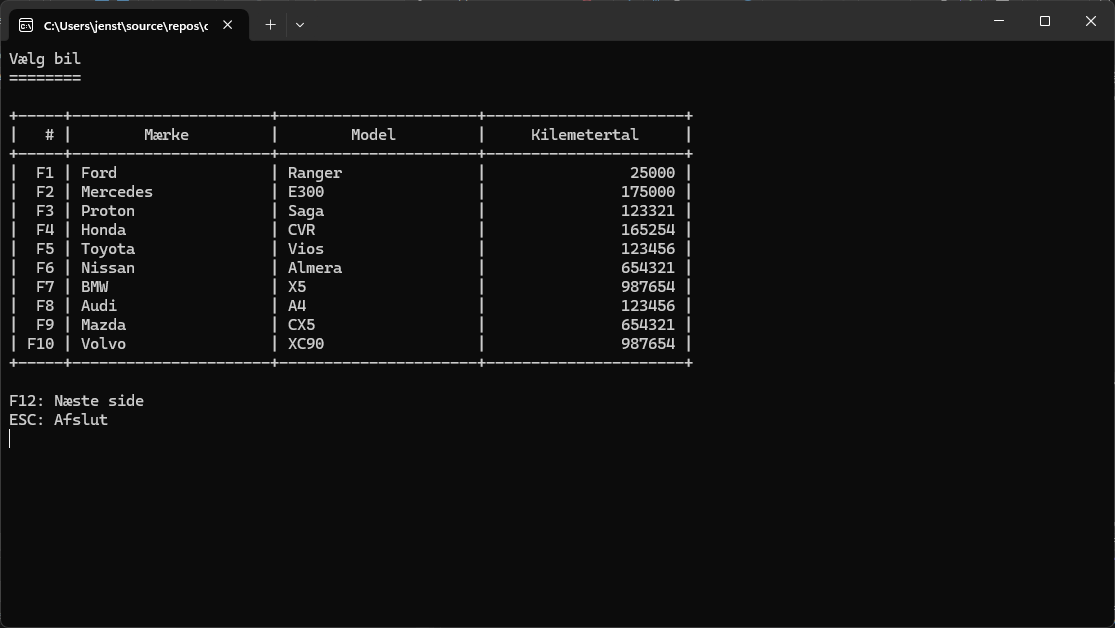 C:\Users\jenst\source\repos\c
Vælg bil
========
+-----+----------------------+----------------------+----------------------+
|   # |        Mærke         |        Model         |     Kilemetertal     |
+-----+----------------------+----------------------+----------------------+
|  F1 | Ford                 | Ranger               |                25000 |
|  F2 | Mercedes             | E300                 |               175000 |
|  F3 | Proton               | Saga                 |               123321 |
|  F4 | Honda                | CVR                  |               165254 |
|  F5 | Toyota               | Vios                 |               123456 |
|  F6 | Nissan               | Almera               |               654321 |
|  F7 | BMW                  | X5                   |               987654 |
|  F8 | Audi                 | A4                   |               123456 |
|  F9 | Mazda                | CX5                  |               654321 |
| F10 | Volvo                | XC90                 |               987654 |
+-----+----------------------+----------------------+----------------------+
F12: Næste side
ESC: Afslut